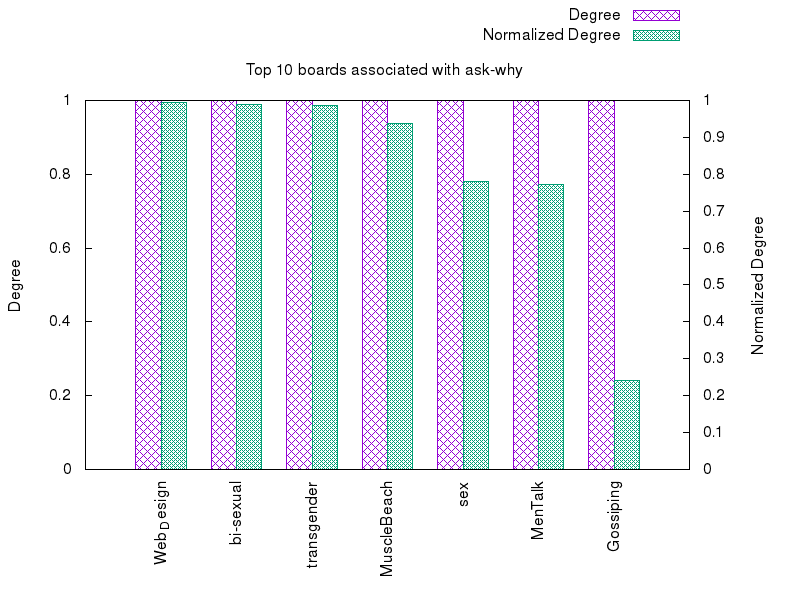 Degree
Normalized Degree
Top 10 boards associated with ask-why
1
0.8
0.6
0.4
0.2
0
Degree
1
0.9
0.8
0.7
0.6
0.5
0.4
0.3
0.2
0.1
0
Normalized Degree
Web_Design
bi-sexual
transgender
MuscleBeach
sex
MenTalk
Gossiping